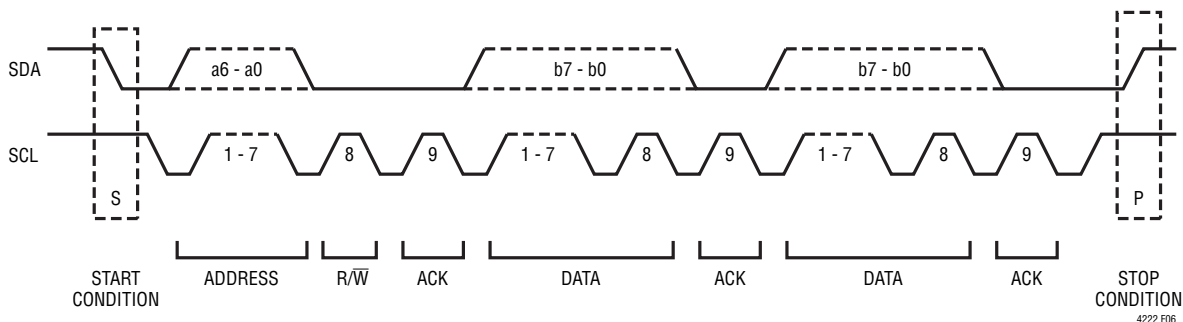 SDA
a6 - a0
b7 - b0
b7 - b0
SCL
1 - 7
8
9
1 - 7
8
9
1 - 7
8
9
S
P
START
CONDITION
ADDRESS
R/W̅
ACK
DATA
ACK
DATA
ACK
STOP
CONDITION
4222 F06